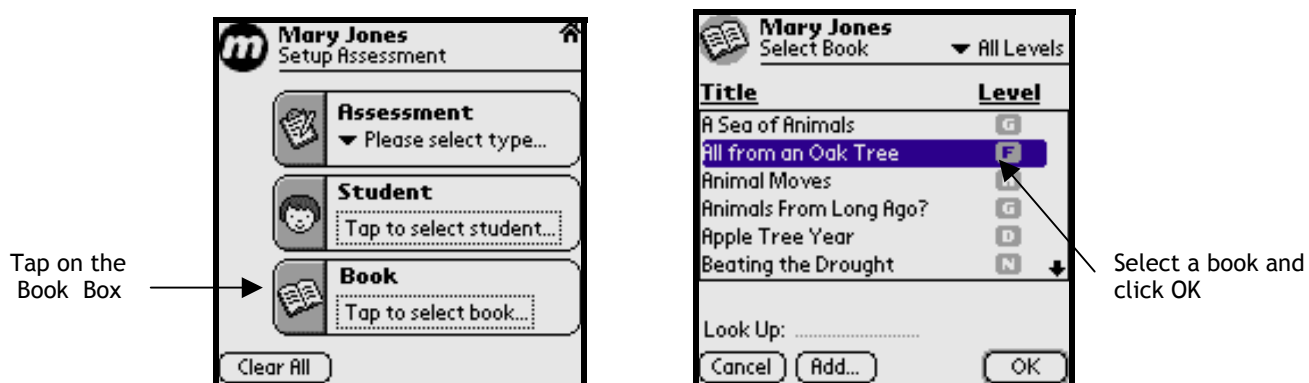 Mary Jones
Setup Assessment
Assessment
Please select type...
Student
Tap to select student...
Book
Tap to select book...
Clear All
Tap on the
Book Box
Mary Jones
Select Book
All Levels
Title Level
A Sea of Animals G
All from an Oak Tree F
Animal Moves
Animals From Long Ago? G
Apple Tree Year D
Beating the Drought N
Look Up:
Cancel Add... OK
Select a book and
click OK